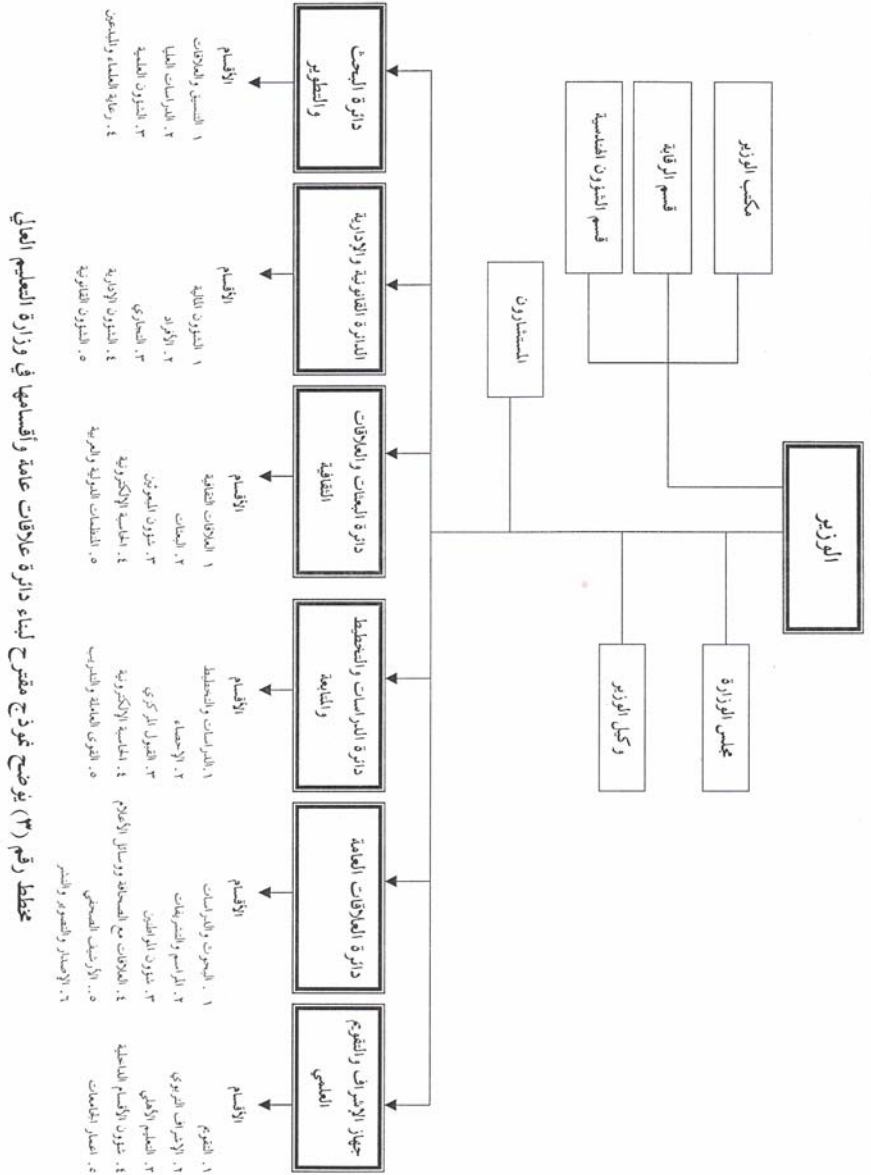 الوزير
مجلس الوزارة
وكيل الوزير
مكتب الوزير
قسم الرقابة
قسم الشؤون الهندسية
المستشارون
دائرة البحث
والتطوير
الأقسام
١ التنسيق والعلاقات
٢. الدراسات العليا
٣. الشؤون العلمية
٤. رعاية العلماء والمبدعين
الدائرة القانونية والإدارية
الأقسام
١ الشؤون المالية
٢. الأفراد
٣. التجاري
٤. الشؤون الإدارية
٥. الشؤون القانونية
دائرة البعثات والعلاقات
الثقافية
الأقسام
١ العلاقات الثقافية
٢. البعثات
٣. شؤون المبعوثين
٤. الحاسبة الإلكترونية
٥. المنظمات الدولية والعربية
دائرة الدراسات والتخطيط
والمتابعة
الأقسام
١.الدراسات والتخطيط
٢. الإحصاء
٣. القبول المركزي
٤. الحاسبة الإلكترونية
٥. القوى العاملة والتدريب
دائرة العلاقات العامة
الأقسام
١ . البحوث والدراسات
٢. المراسم والتشريفات
٣. شؤون المواطنين
٤. العلاقات مع الصحافة ووسائل الأعلام
٥.. الأرشيف الصحفي
٦. الإصدار والتصوير والنشر
جهاز الإشراف والتقويم
العلمي
الأقسام
١. التقويم
٢. الإشراف التربوي
٣. التعليم الأهلي
٤. شؤون الأقسام الداخلية
٥. اعمار الجامعات
مخطط رقم (٣) يوضح نموذج مقترح لبناء دائرة علاقات عامة وأقسامها في وزارة التعليم العالي